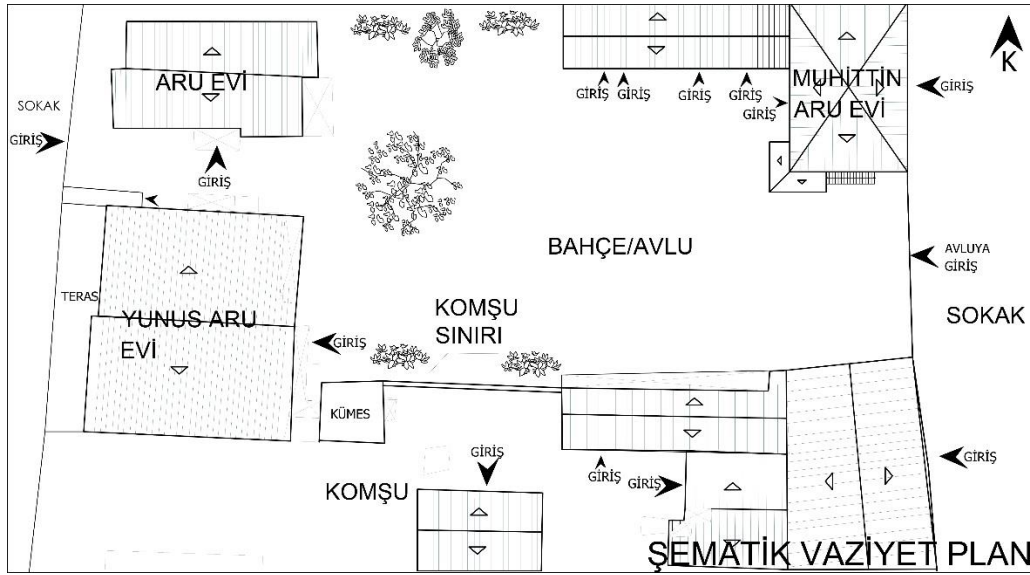 K
ARU EVİ
SOKAK
GİRİŞ
GİRİŞ
GİRİŞ
GİRİŞ
GİRİŞ
GİRİŞ
GİRİŞ
MUHİTTİN
ARU EVİ
GİRİŞ
BAHÇE/AVLU
AVLUYA
GİRİŞ
SOKAK
TERAS
YUNUS ARU
EVİ
GİRİŞ
KOMŞU
SINIRI
KÜMES
KOMŞU
GİRİŞ
GİRİŞ
GİRİŞ
GİRİŞ
ŞEMATİK VAZİYET PLAN